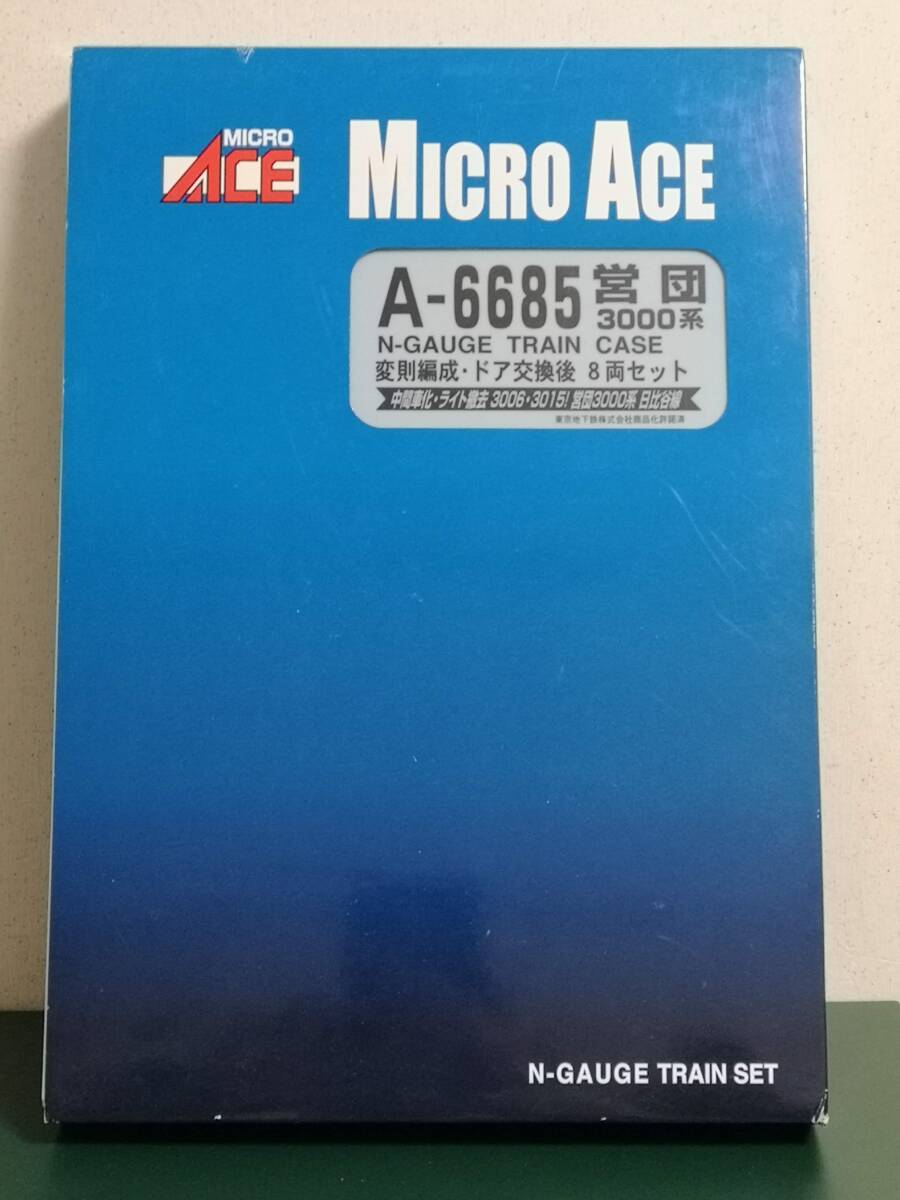 MICRO
ACE
MICRO ACE
A-6685 営団
3000系
N-GAUGE TRAIN CASE
変則編成・ドア交換後 8両セット
中間車化・ライト撤去 3006・3015! 営団3000系 日比谷線
東京地下鉄株式会社商品化許諾済
N-GAUGE TRAIN SET